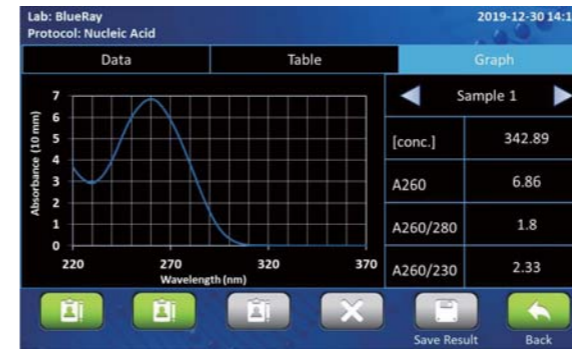 Lab: BlueRay 2019-12-30 14:1
Protocol: Nucleic Acid
Data Table Graph
Sample 1
[conc.] 342.89
A260 6.86
A260/280 1.8
A260/230 2.33
Absorbance (10 mm)
7
6
5
4
3
2
1
0
220 270 320 370
Wavelength (nm)
Save Result Back